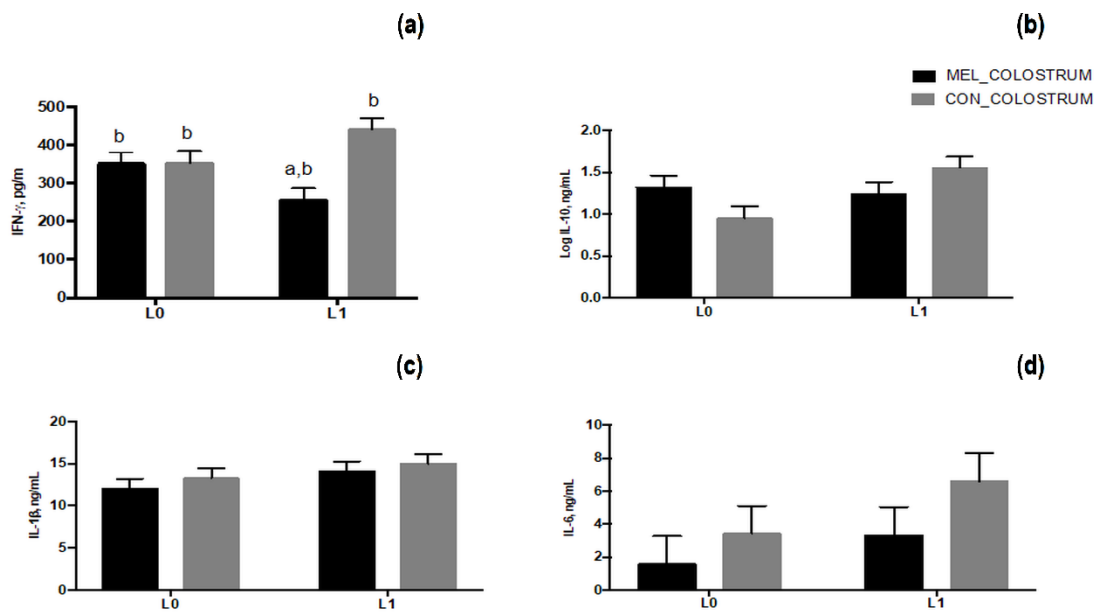 (a)
500
400
300
200
100
0
IFN-γ, pg/m
b b a,b b
L0 L1
(b)
MEL_COLOSTRUM
CON_COLOSTRUM
2.0
1.5
1.0
0.5
0.0
Log IL-10, ng/mL
L0 L1
(c)
20
15
10
5
0
IL-1β, ng/mL
L0 L1
(d)
10
8
6
4
2
0
IL-6, ng/mL
L0 L1